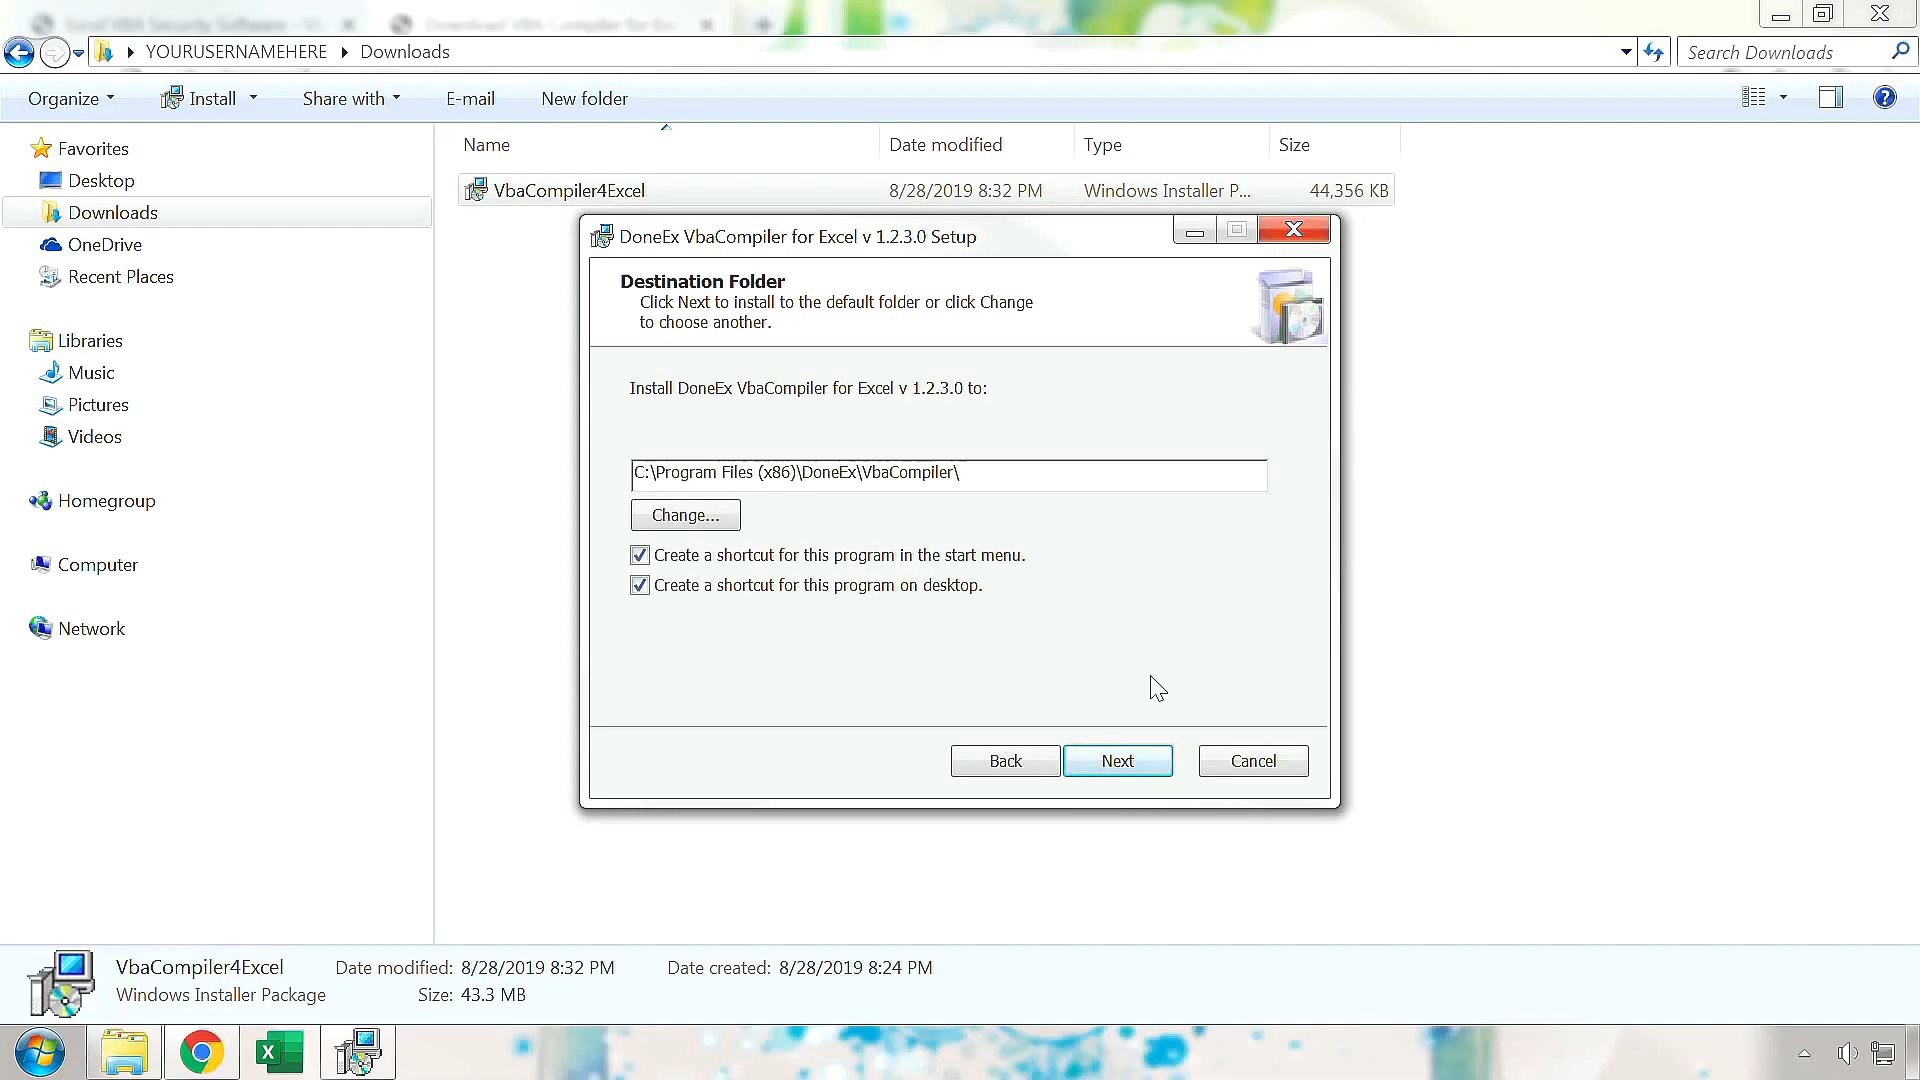 YOURUSERNAMEHERE Downloads
Search Downloads
Organize Install Share with E-mail New folder
Favorites
Desktop
Downloads
OneDrive
Recent Places
Libraries
Music
Pictures
Videos
Homegroup
Computer
Network
Name Date modified Type Size
VbaCompiler4Excel 8/28/2019 8:32 PM Windows Installer P... 44,356 KB
DoneEx VbaCompiler for Excel v 1.2.3.0 Setup
Destination Folder
Click Next to install to the default folder or click Change
to choose another.
Install DoneEx VbaCompiler for Excel v 1.2.3.0 to:
C:\Program Files (x86)\DoneEx\VbaCompiler\
Change...
Create a shortcut for this program in the start menu.
Create a shortcut for this program on desktop.
Back Next Cancel
VbaCompiler4Excel Date modified: 8/28/2019 8:32 PM Date created: 8/28/2019 8:24 PM
Windows Installer Package Size: 43.3 MB